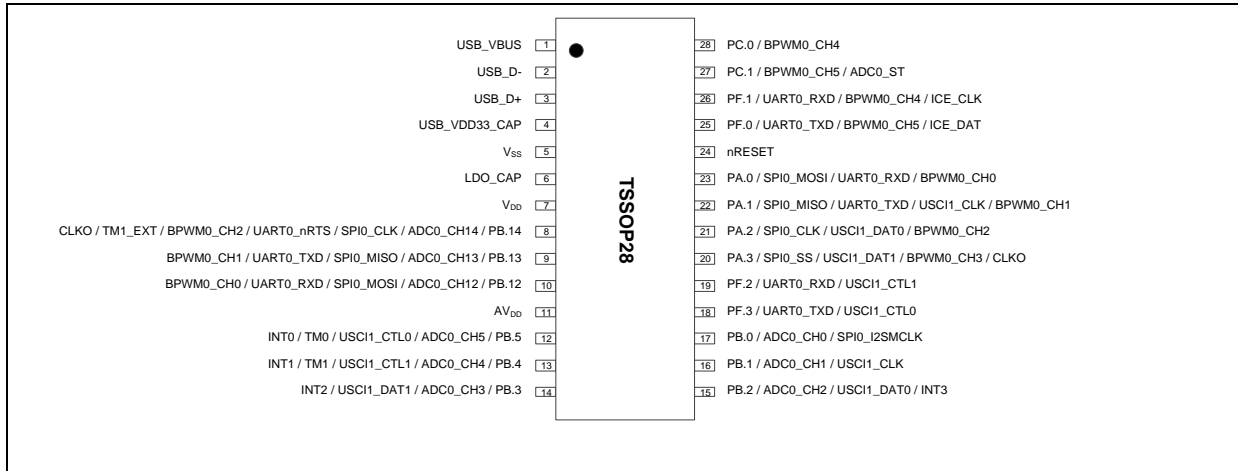 USB_VBUS 1
USB_D- 2
USB_D+ 3
USB_VDD33_CAP 4
VSS 5
LDO_CAP 6
VDD 7
CLKO / TM1_EXT / BPWM0_CH2 / UART0_nRTS / SPI0_CLK / ADC0_CH14 / PB.14 8
BPWM0_CH1 / UART0_TXD / SPI0_MISO / ADC0_CH13 / PB.13 9
BPWM0_CH0 / UART0_RXD / SPI0_MOSI / ADC0_CH12 / PB.12 10
AVDD 11
INT0 / TM0 / USCI1_CTL0 / ADC0_CH5 / PB.5 12
INT1 / TM1 / USCI1_CTL1 / ADC0_CH4 / PB.4 13
INT2 / USCI1_DAT1 / ADC0_CH3 / PB.3 14
TSSOP28
28 PC.0 / BPWM0_CH4
27 PC.1 / BPWM0_CH5 / ADC0_ST
26 PF.1 / UART0_RXD / BPWM0_CH4 / ICE_CLK
25 PF.0 / UART0_TXD / BPWM0_CH5 / ICE_DAT
24 nRESET
23 PA.0 / SPI0_MOSI / UART0_RXD / BPWM0_CH0
22 PA.1 / SPI0_MISO / UART0_TXD / USCI1_CLK / BPWM0_CH1
21 PA.2 / SPI0_CLK / USCI1_DAT0 / BPWM0_CH2
20 PA.3 / SPI0_SS / USCI1_DAT1 / BPWM0_CH3 / CLKO
19 PF.2 / UART0_RXD / USCI1_CTL1
18 PF.3 / UART0_TXD / USCI1_CTL0
17 PB.0 / ADC0_CH0 / SPI0_I2SMCLK
16 PB.1 / ADC0_CH1 / USCI1_CLK
15 PB.2 / ADC0_CH2 / USCI1_DAT0 / INT3